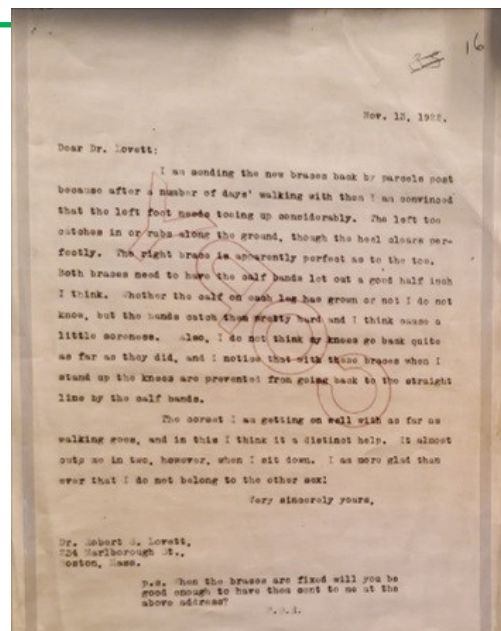 16
Nov. 13, 1922.
Dear Dr. Lovett:
I am sending the new braces back by parcels post
because after a number of days' walking with them I am convinced
that the left foot needs toeing up considerably. The left toe
catches in or rubs along the ground, though the heel clears per-
fectly. The right brace is apparently perfect as to the toe.
Both braces need to have the calf bands let out a good half inch
I think. Whether the calf on each leg has grown or not I do not
know, but the bands catch them pretty hard and I think cause a
little soreness. Also, I do not think my knees go back quite
as far as they did, and I notice that with these braces when I
stand up the knees are prevented from going back to the straight
line by the calf bands.
The corset I am getting on well with as far as
walking goes, and in this I think it a distinct help. It almost
cuts me in two, however, when I sit down. I am more glad than
ever that I do not belong to the other sex!
Very sincerely yours,
Dr. Robert W. Lovett,
234 Marlborough St.,
Boston, Mass.
p.s. When the braces are fixed will you be
good enough to have them sent to me at the
above address?
F.D.R.